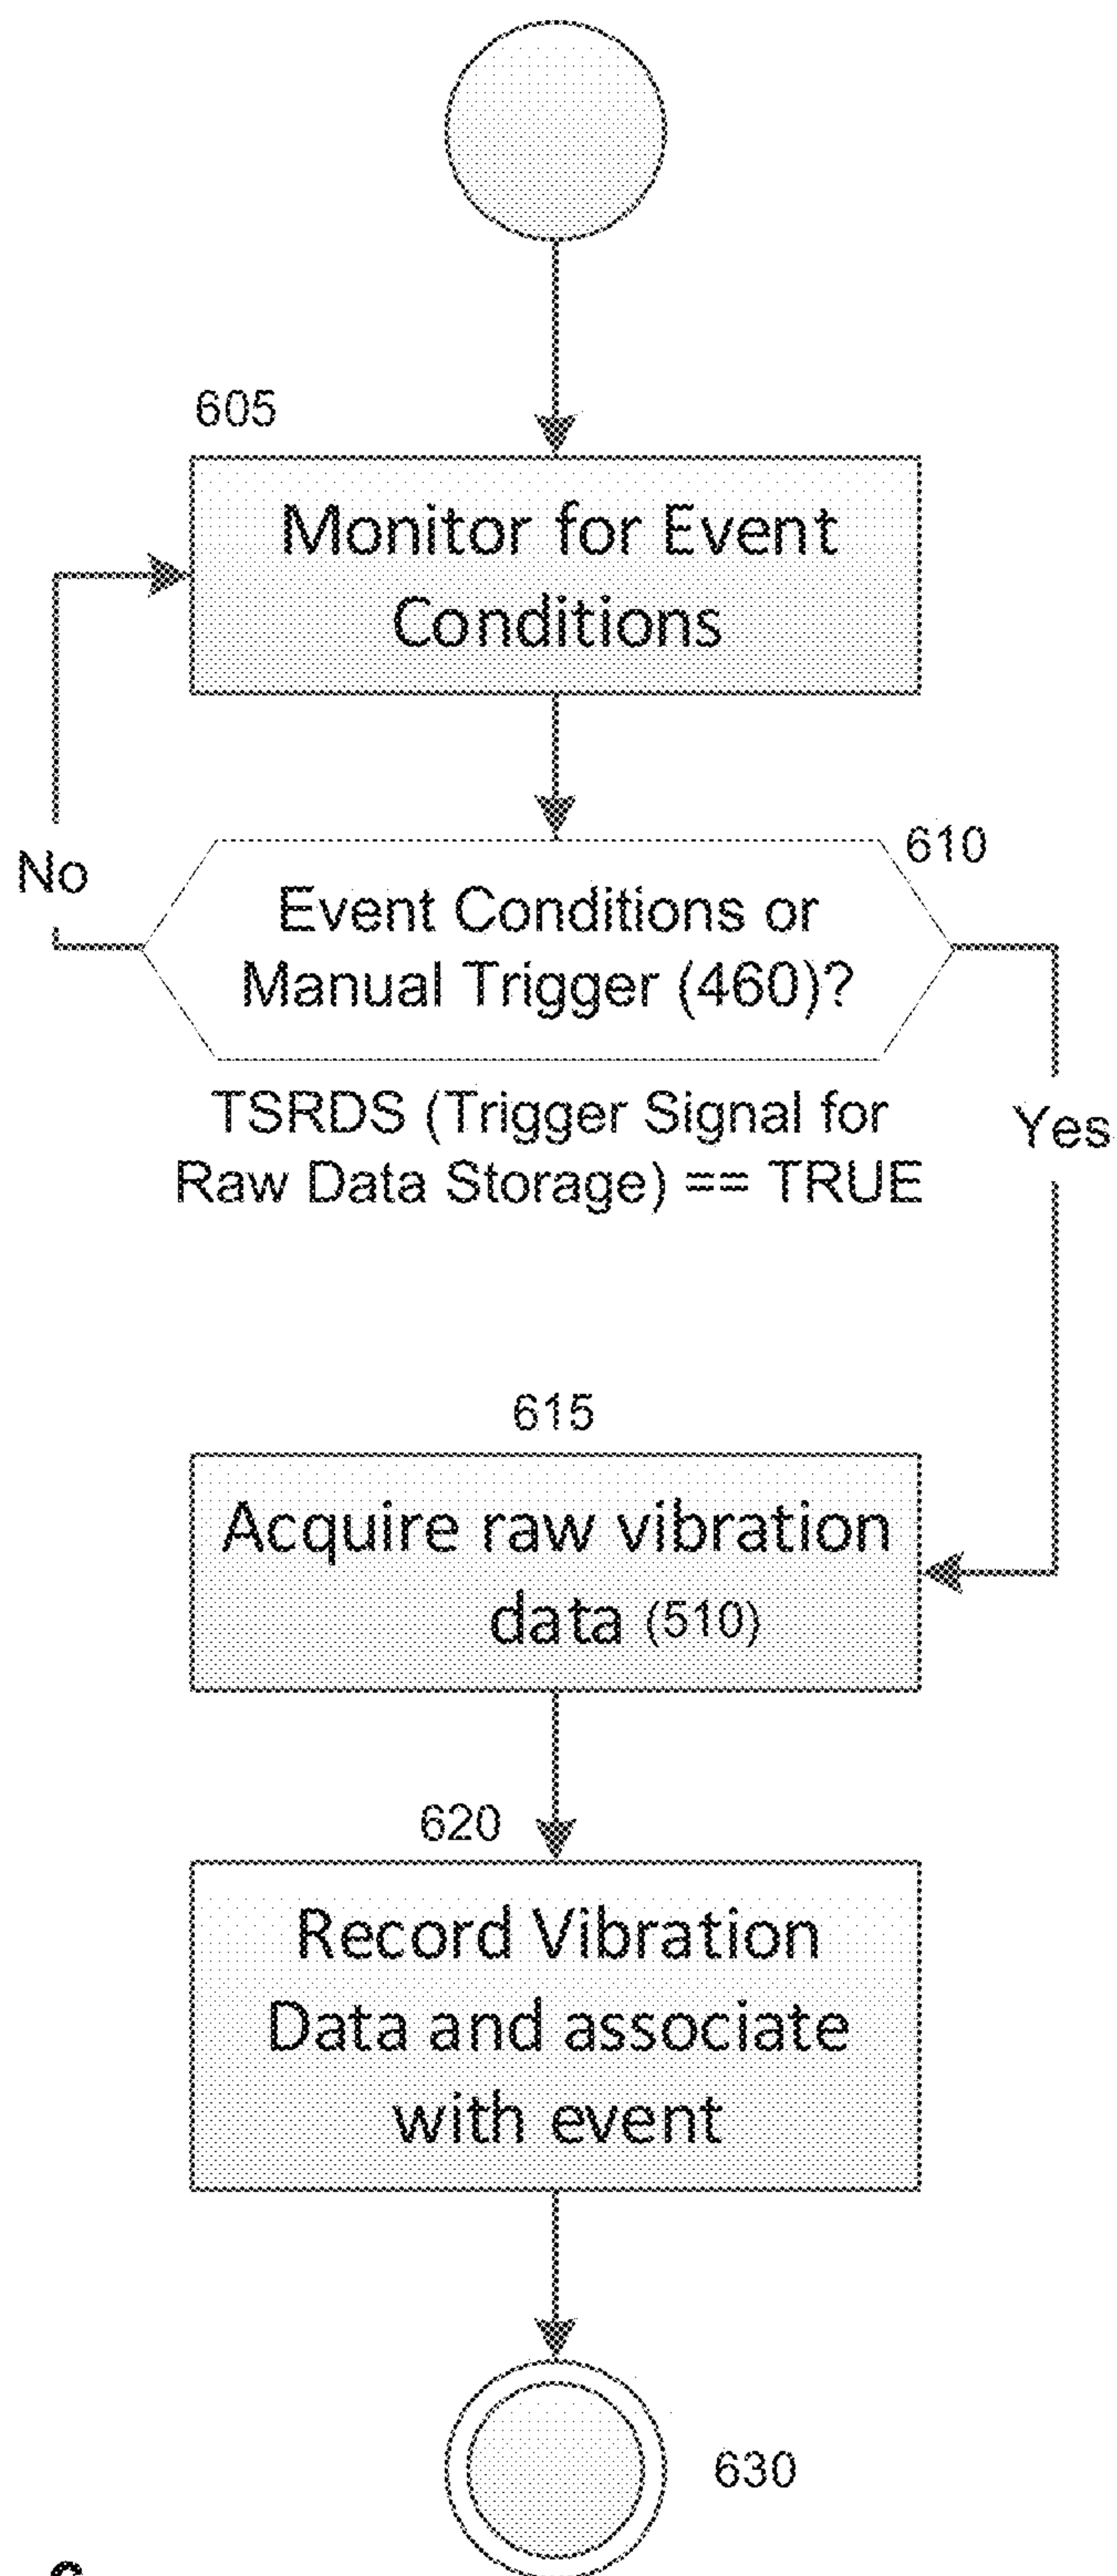 605
Monitor for Event
Conditions
No
610
Event Conditions or
Manual Trigger (460)?
TSRDS (Trigger Signal for
Raw Data Storage) == TRUE
Yes
615
Acquire raw vibration
data (510)
620
Record Vibration
Data and associate
with event
630